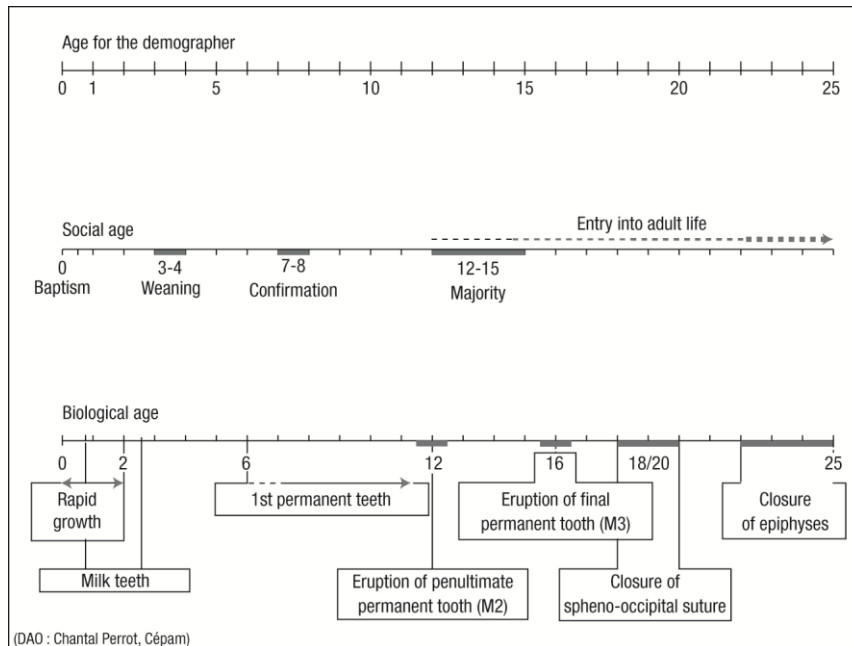 Age for the demographer
0 1 5 10 15 20 25
Entry into adult life
Social age
0 3-4 7-8 12-15
Baptism Weaning Confirmation Majority
Biological age
0 2 6 12 16 18/20 25
Rapid
growth
1st permanent teeth
Eruption of final
permanent tooth (M3)
Closure
of epiphyses
Milk teeth
Eruption of penultimate
permanent tooth (M2)
Closure of
spheno-occipital suture
(DAO : Chantal Perrot, Cépam)